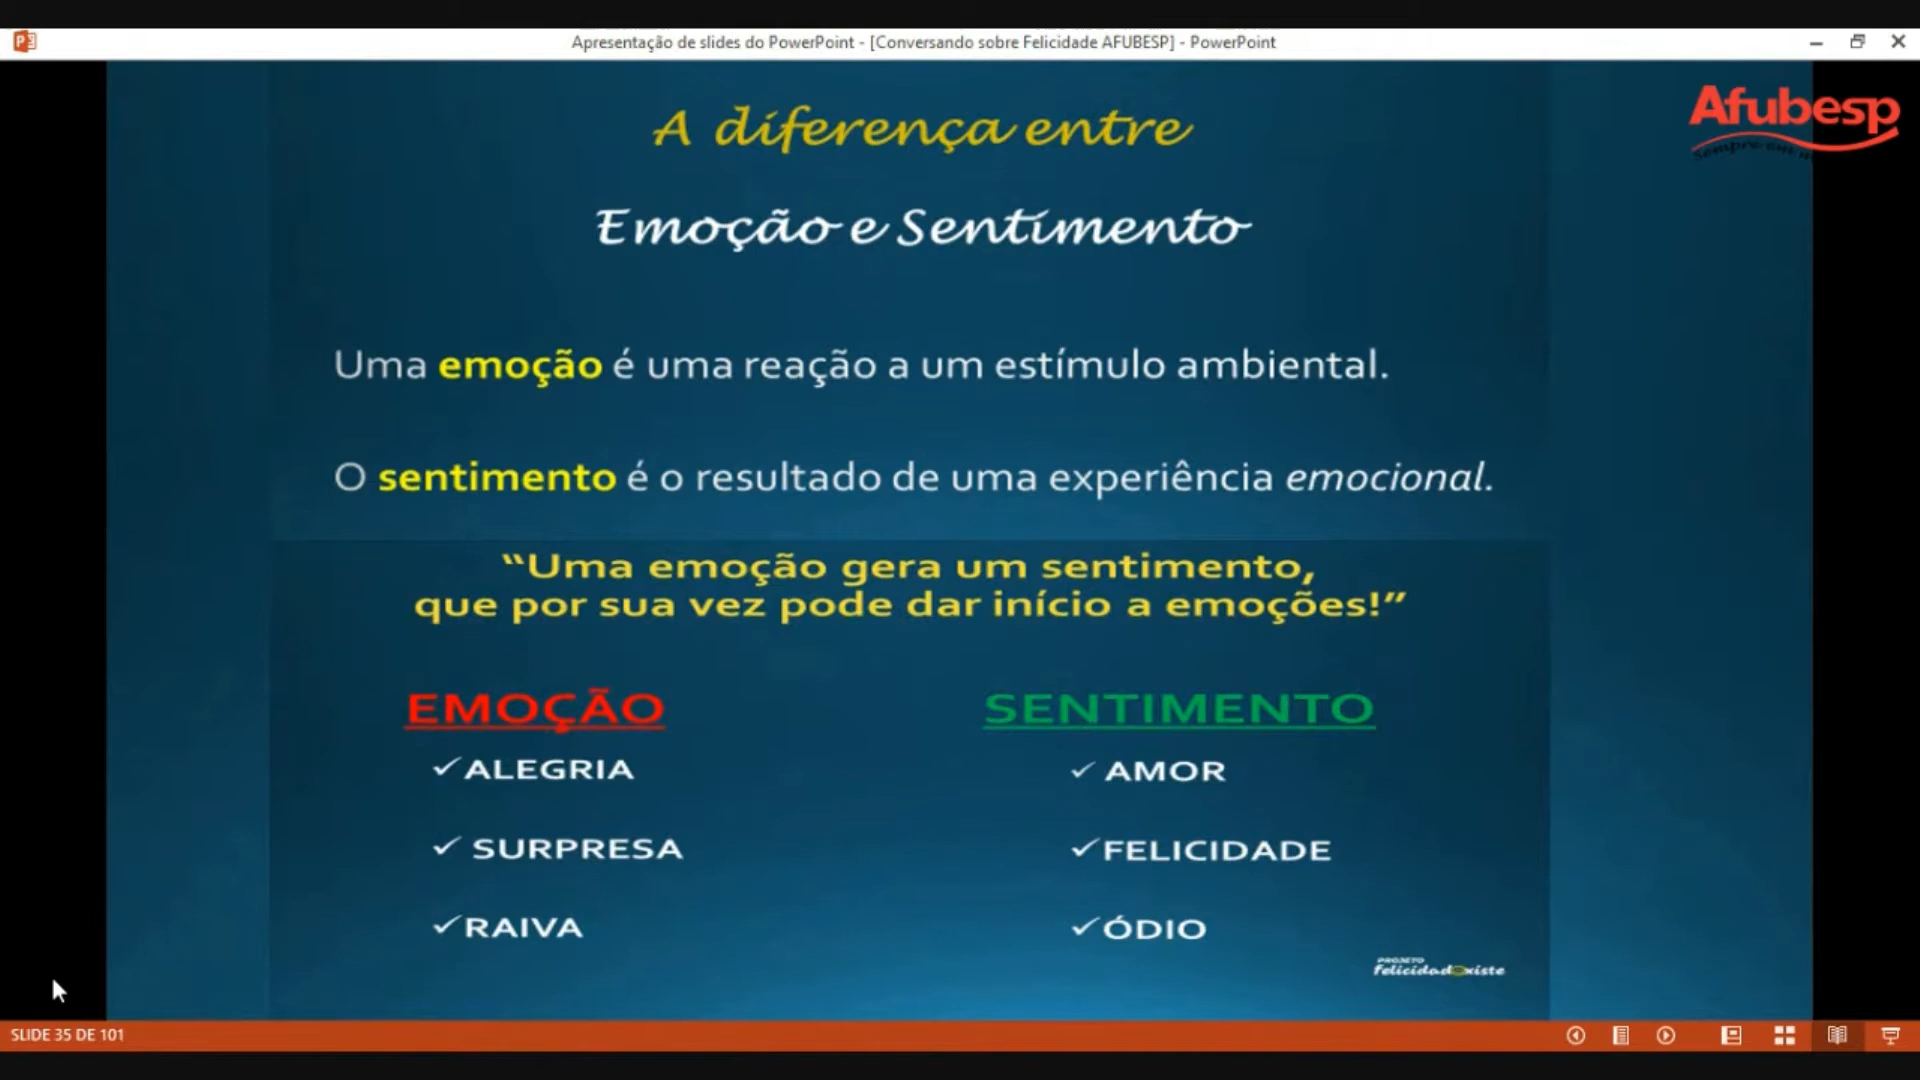 Apresentação de slides do PowerPoint - [Conversando sobre Felicidade AFUBESP] - PowerPoint
Afubesp
sempre em
A diferença entre
Emoção e Sentimento
Uma emoção é uma reação a um estímulo ambiental.
O sentimento é o resultado de uma experiência emocional.
“Uma emoção gera um sentimento,
que por sua vez pode dar início a emoções!”
EMOÇÃO
SENTIMENTO
✓ALEGRIA
✓ AMOR
✓ SURPRESA
✓FELICIDADE
✓RAIVA
✓ÓDIO
PROJETO
SLIDE 35 DE 101